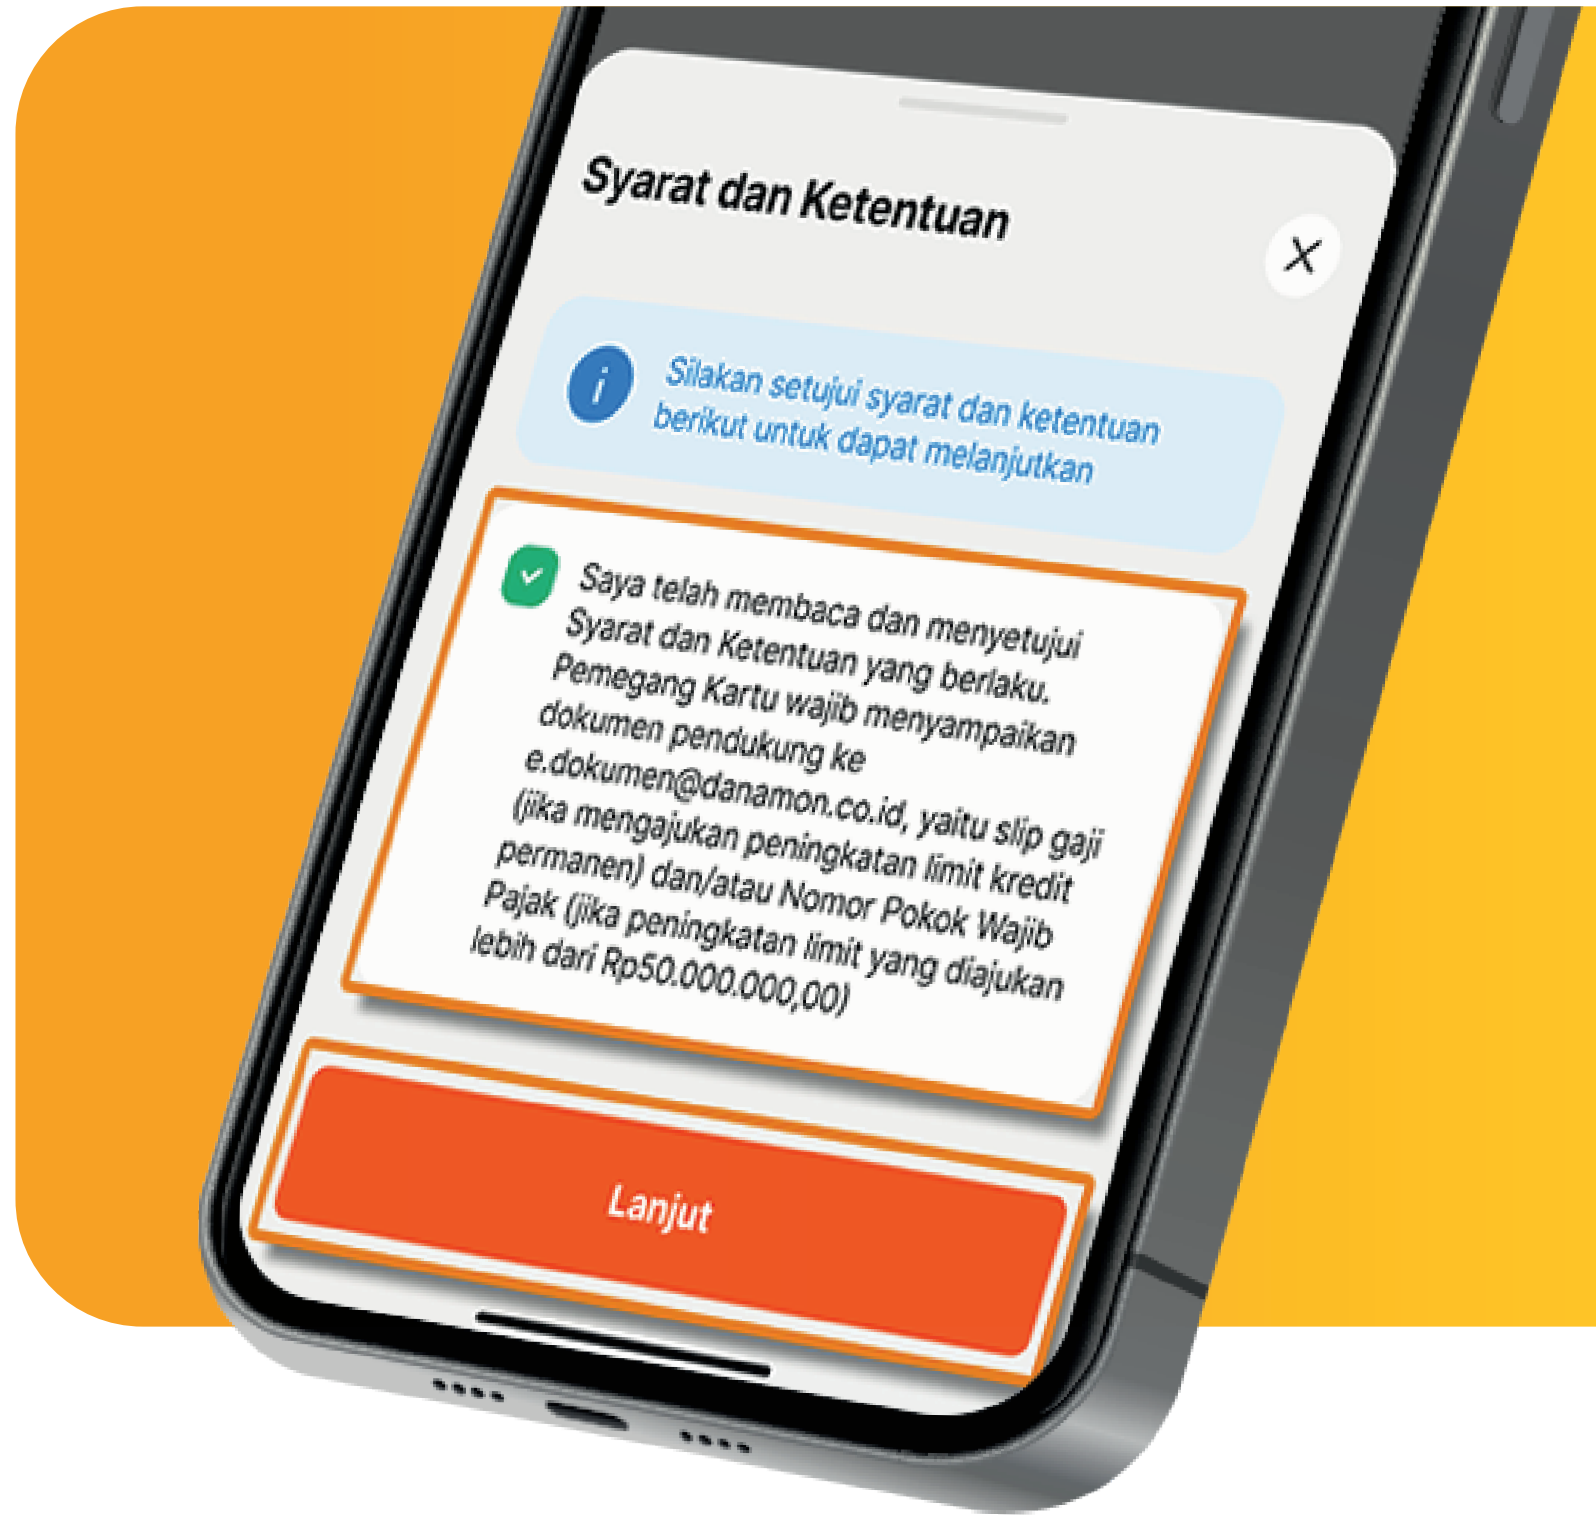 Syarat dan Ketentuan
Silakan setujui syarat dan ketentuan
berikut untuk dapat melanjutkan
Saya telah membaca dan menyetujui
Syarat dan Ketentuan yang berlaku.
Pemegang Kartu wajib menyampaikan
dokumen pendukung ke
e.dokumen@danamon.co.id, yaitu slip gaji
(jika mengajukan peningkatan limit kredit
permanen) dan/atau Nomor Pokok Wajib
Pajak (jika peningkatan limit yang diajukan
lebih dari Rp50.000.000,00)
Lanjut